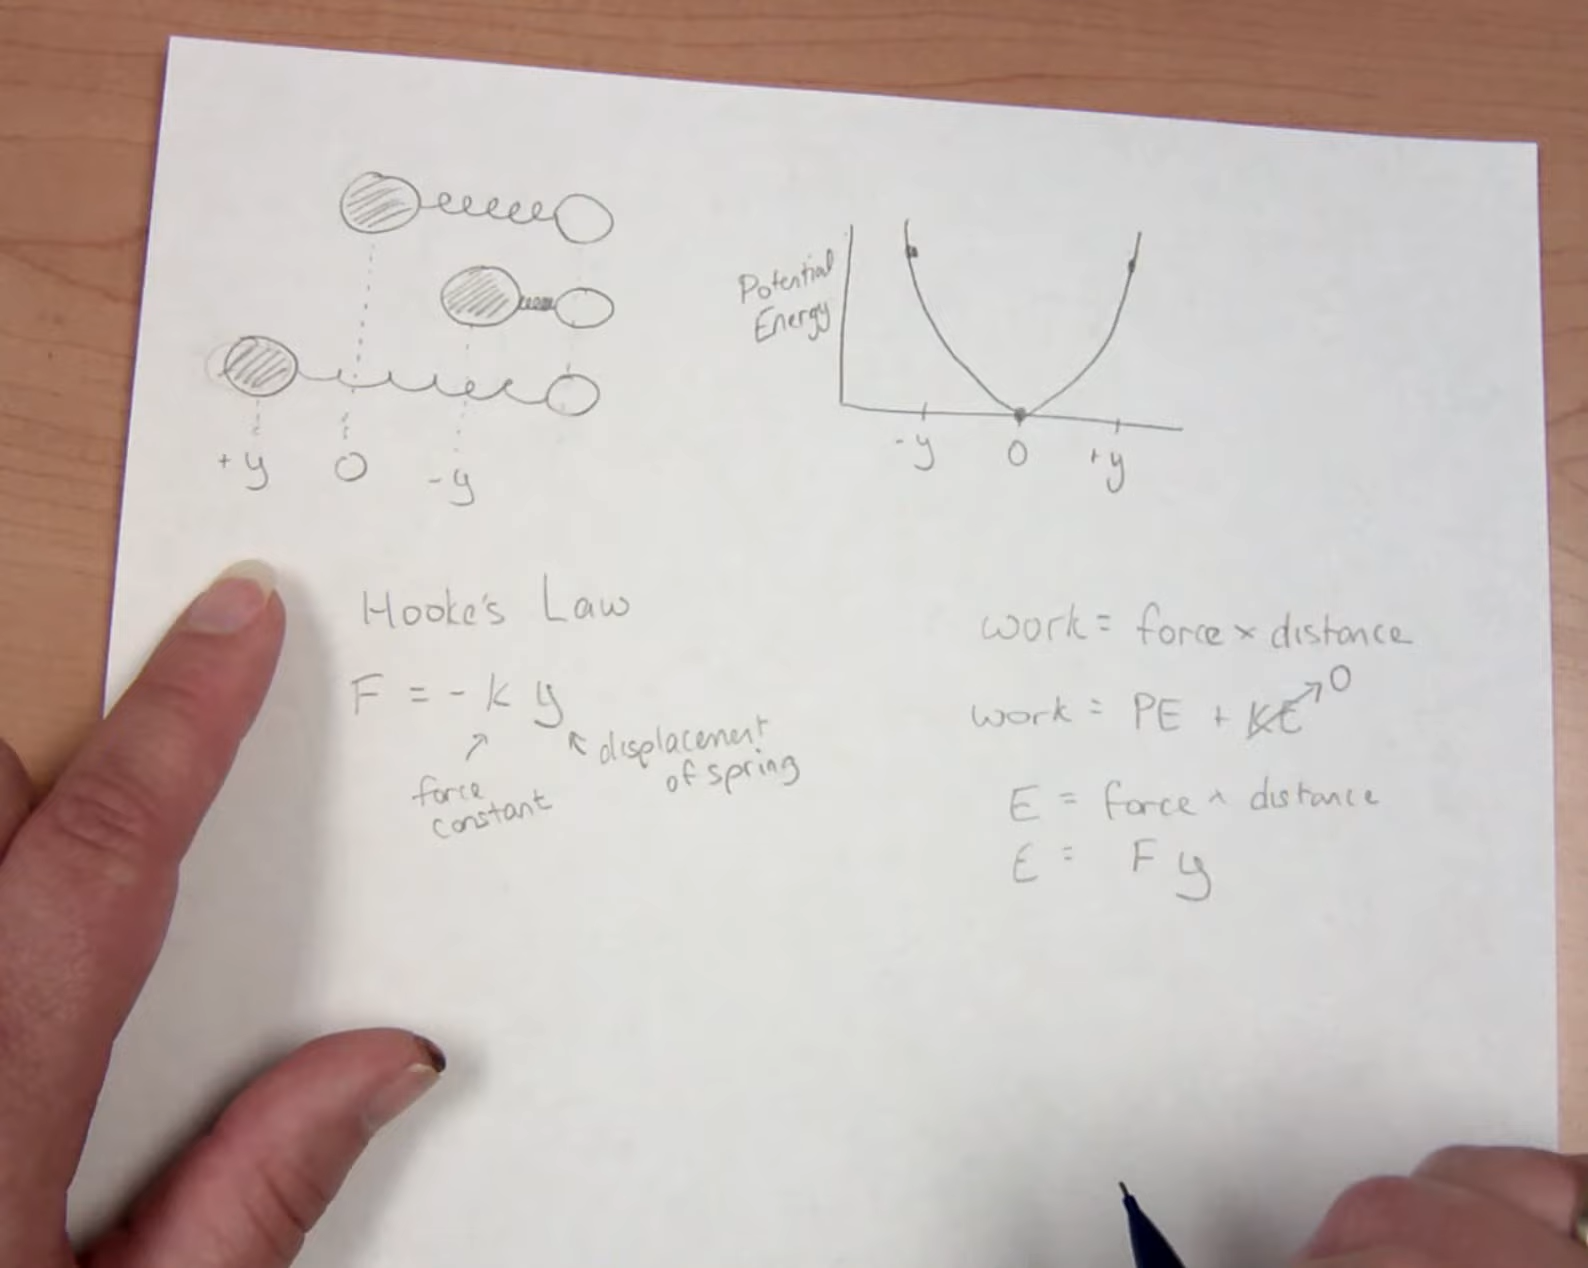 +y 0 -y
Potential
Energy
-y 0 +y
Hooke's Law
F = - k y
force
constant
displacement
of spring
work = force × distance
work = PE + KE 0
E = force × distance
E = F y